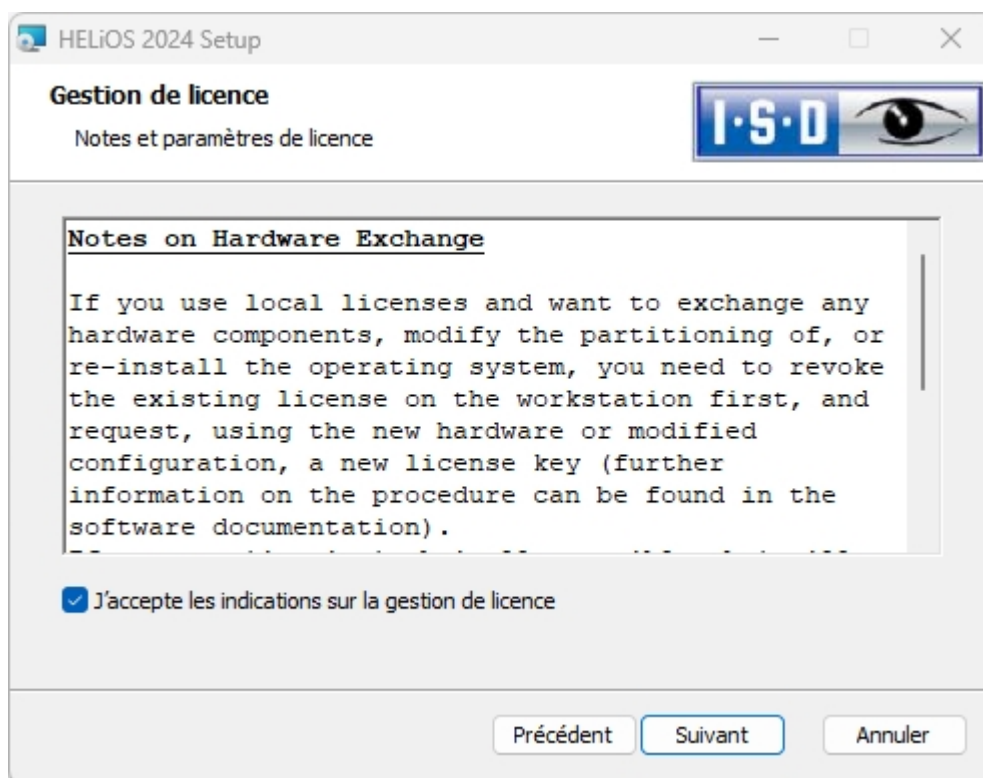 HELiOS 2024 Setup
Gestion de licence
I·S·D
Notes et paramètres de licence
Notes on Hardware Exchange
If you use local licenses and want to exchange any
hardware components, modify the partitioning of, or
re-install the operating system, you need to revoke
the existing license on the workstation first, and
request, using the new hardware or modified
configuration, a new license key (further
information on the procedure can be found in the
software documentation).
J'accepte les indications sur la gestion de licence
Précédent
Suivant
Annuler